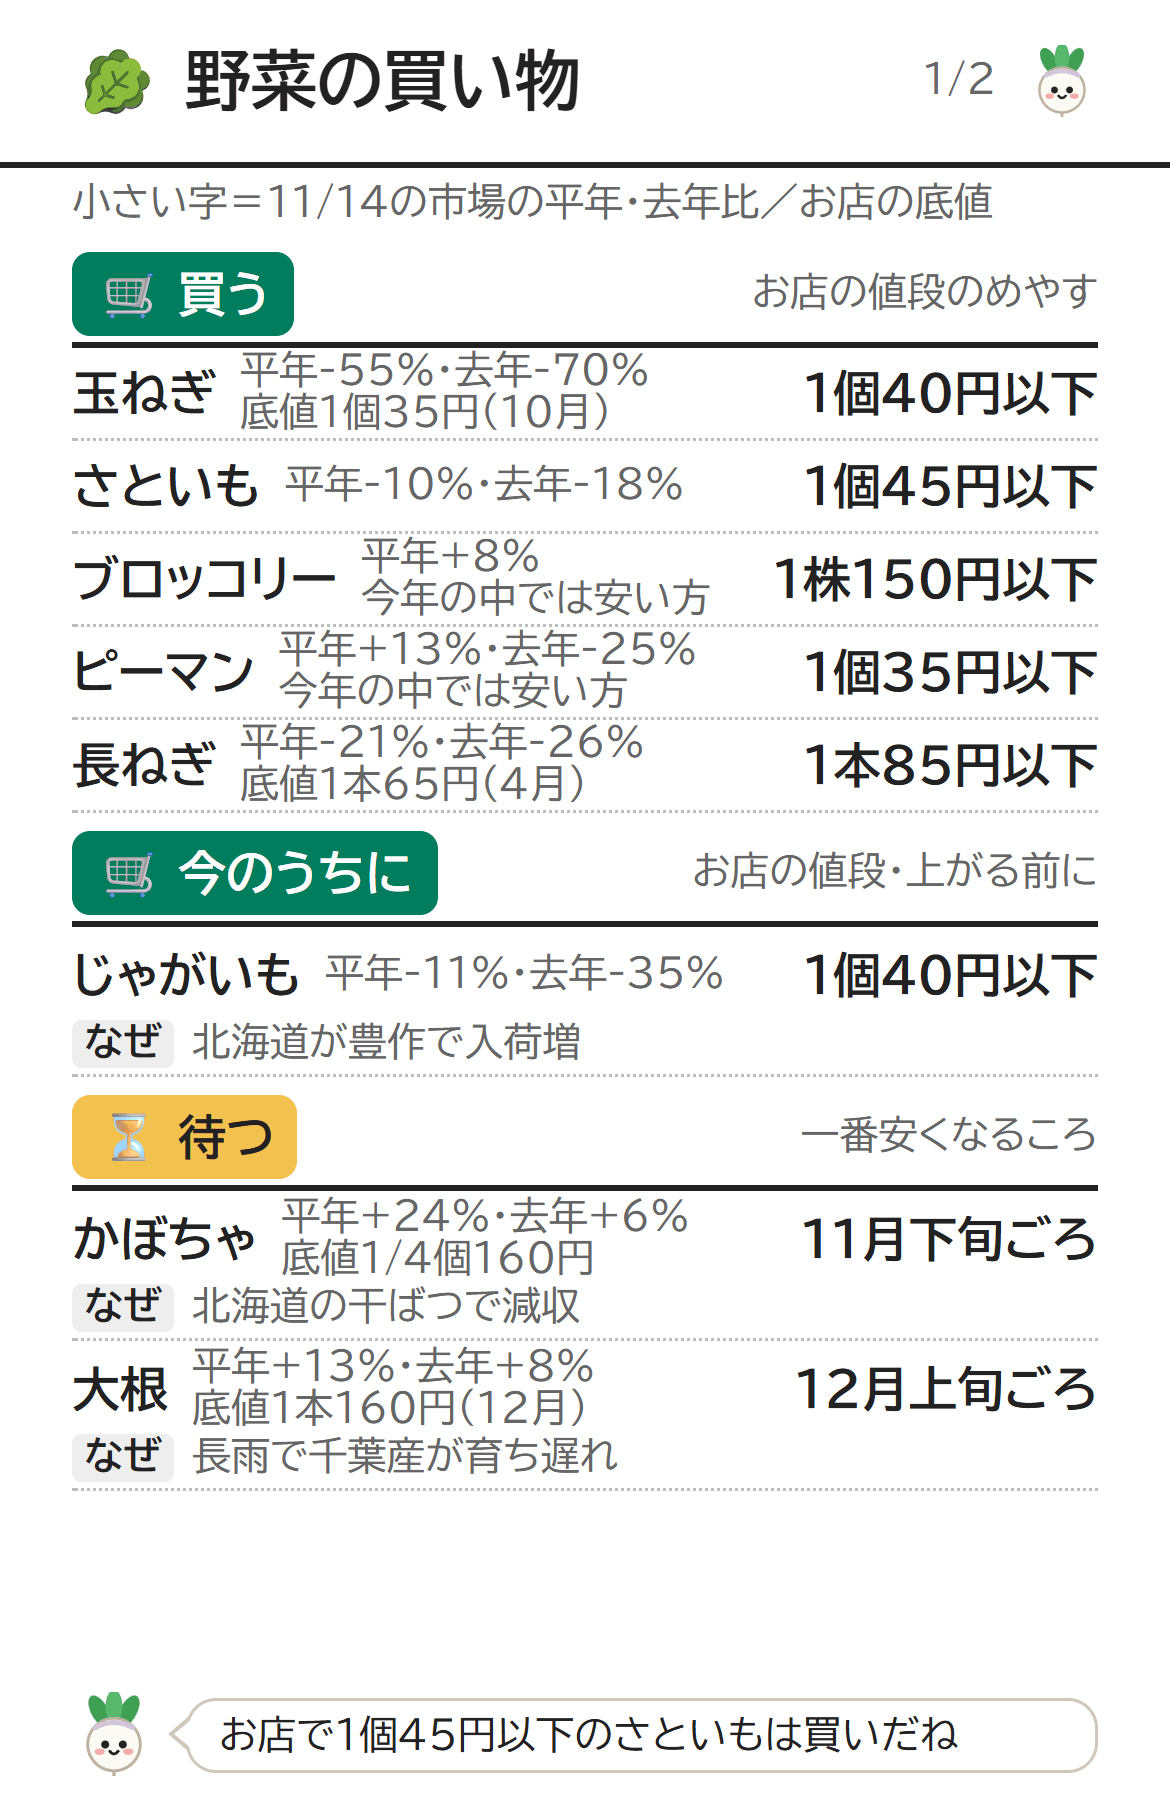 野菜の買い物
1/2
小さい字＝11/14の市場の平年･去年比／お店の底値
買う
お店の値段のめやす
玉ねぎ
平年-55%･去年-70%
底値1個35円(10月)
1個40円以下
さといも
平年-10%･去年-18%
1個45円以下
ブロッコリー
平年+8%
今年の中では安い方
1株150円以下
ピーマン
平年+13%･去年-25%
今年の中では安い方
1個35円以下
長ねぎ
平年-21%･去年-26%
底値1本65円(4月)
1本85円以下
今のうちに
お店の値段･上がる前に
じゃがいも
平年-11%･去年-35%
1個40円以下
なぜ 北海道が豊作で入荷増
待つ
一番安くなるころ
かぼちゃ
平年+24%･去年+6%
底値1/4個160円
11月下旬ごろ
なぜ 北海道の干ばつで減収
大根
平年+13%･去年+8%
底値1本160円(12月)
12月上旬ごろ
なぜ 長雨で千葉産が育ち遅れ
お店で1個45円以下のさといもは買いだね